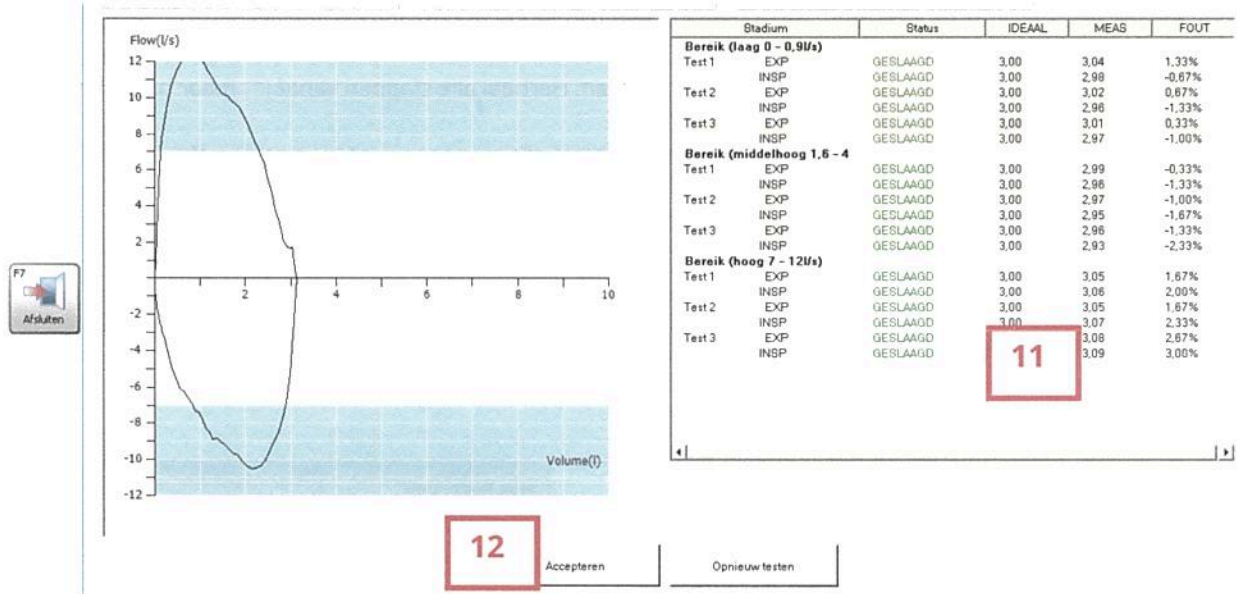 Flow(l/s)
12
10
8
6
4
2
-2
-4
-6
-8
-10
-12
2 4 6 8 10
Volume(l)
F7
Afsluiten
Stadium Status IDEAAL MEAS FOUT
Bereik (laag 0 - 0,9l/s)
Test 1 EXP GESLAAGD 3,00 3,04 1,33%
INSP GESLAAGD 3,00 2,98 -0,67%
Test 2 EXP GESLAAGD 3,00 3,02 0,67%
INSP GESLAAGD 3,00 2,96 -1,33%
Test 3 EXP GESLAAGD 3,00 3,01 0,33%
INSP GESLAAGD 3,00 2,97 -1,00%
Bereik (middelhoog 1,6 - 4
Test 1 EXP GESLAAGD 3,00 2,99 -0,33%
INSP GESLAAGD 3,00 2,96 -1,33%
Test 2 EXP GESLAAGD 3,00 2,97 -1,00%
INSP GESLAAGD 3,00 2,95 -1,67%
Test 3 EXP GESLAAGD 3,00 2,96 -1,33%
INSP GESLAAGD 3,00 2,93 -2,33%
Bereik (hoog 7 - 12l/s)
Test 1 EXP GESLAAGD 3,00 3,05 1,67%
INSP GESLAAGD 3,00 3,06 2,00%
Test 2 EXP GESLAAGD 3,00 3,05 1,67%
INSP GESLAAGD 3,00 3,07 2,33%
Test 3 EXP GESLAAGD 3,08 2,67%
INSP GESLAAGD 3,09 3,00%
11
12
Accepteren Opnieuw testen